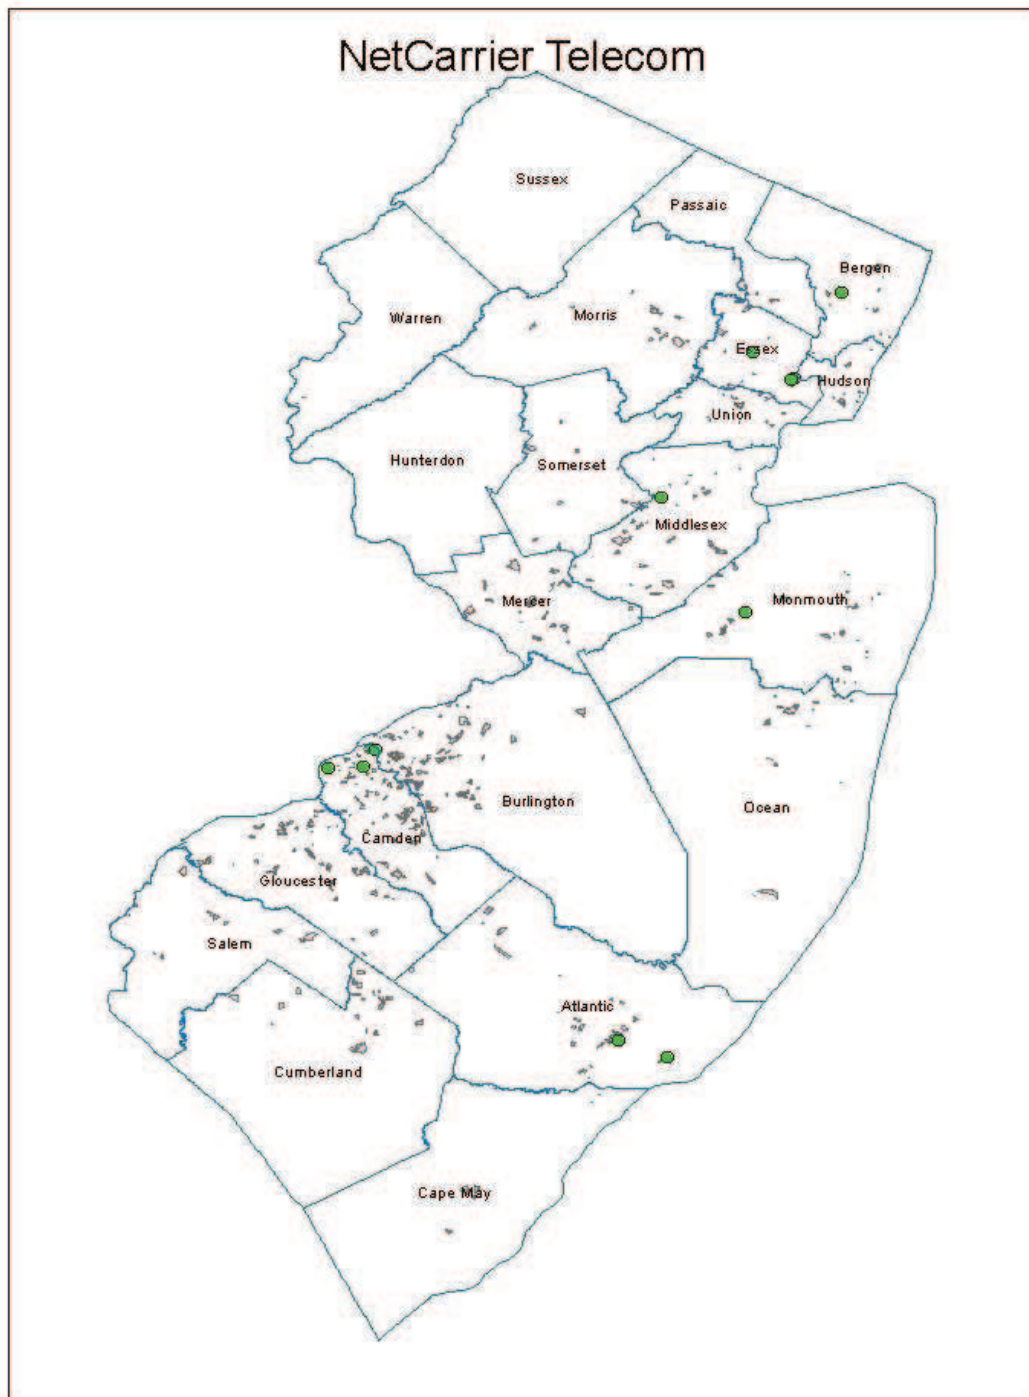 NetCarrier Telecom
Sussex
Passaic
Bergen
Morris
Warren
Essex
Hudson
Union
Hunterdon
Somerset
Middlesex
Mercer
Monmouth
Burlington
Ocean
Camden
Gloucester
Salem
Atlantic
Cumberland
Cape May